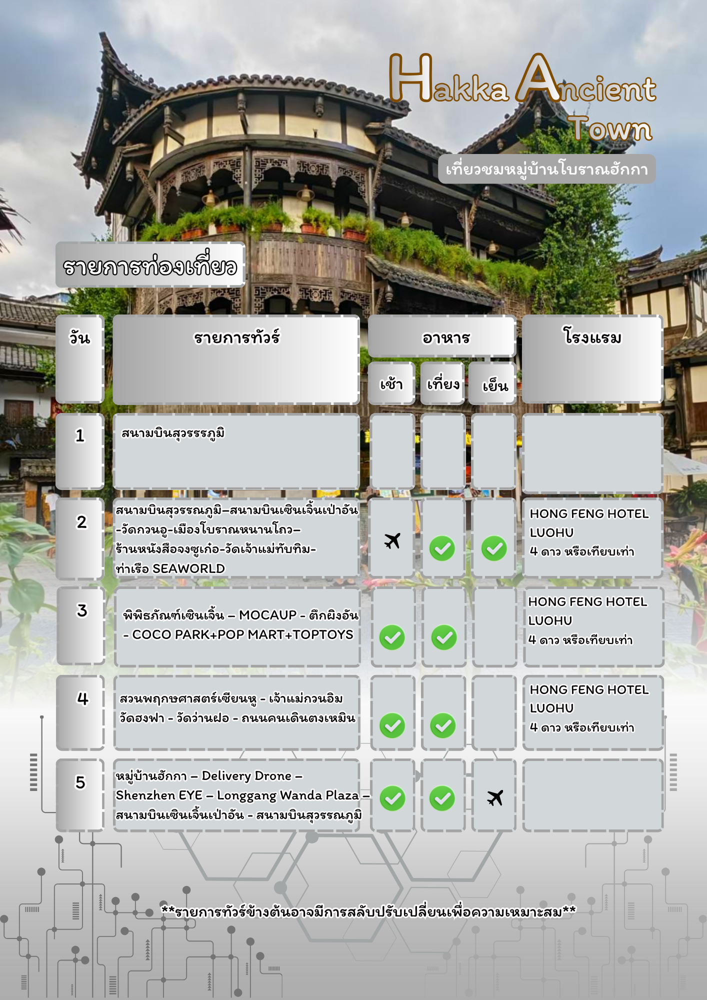 Hakka Ancient
Town
เที่ยวชมหมู่บ้านโบราณฮักกา
รายการท่องเที่ยว
วัน
รายการทัวร์
อาหาร
โรงแรม
เช้า
เที่ยง
เย็น
1
สนามบินสุวรรรภูมิ
2
สนามบินสุวรรณภูมิ–สนามบินเซินเจิ้นเป่าอัน
-วัดกวนอู-เมืองโบราณหนานโถว–
ร้านหนังสือจงซูเก๋อ-วัดเจ้าแม่ทับทิม-
ท่าเรือ SEAWORLD
HONG FENG HOTEL
LUOHU
4 ดาว หรือเทียบเท่า
3
พิพิธภัณฑ์เซินเจิ้น – MOCAUP - ตึกผิงอัน
- COCO PARK+POP MART+TOPTOYS
HONG FENG HOTEL
LUOHU
4 ดาว หรือเทียบเท่า
4
สวนพฤกษศาสตร์เซียนหู - เจ้าแม่กวนอิม
วัดฮงฟา - วัดว่านฝอ - ถนนคนเดินตงเหมิน
HONG FENG HOTEL
LUOHU
4 ดาว หรือเทียบเท่า
5
หมู่บ้านฮักกา – Delivery Drone –
Shenzhen EYE – Longgang Wanda Plaza –
สนามบินเซินเจิ้นเป่าอัน - สนามบินสุวรรณภูมิ
**รายการทัวร์ข้างต้นอาจมีการสลับปรับเปลี่ยนเพื่อความเหมาะสม**